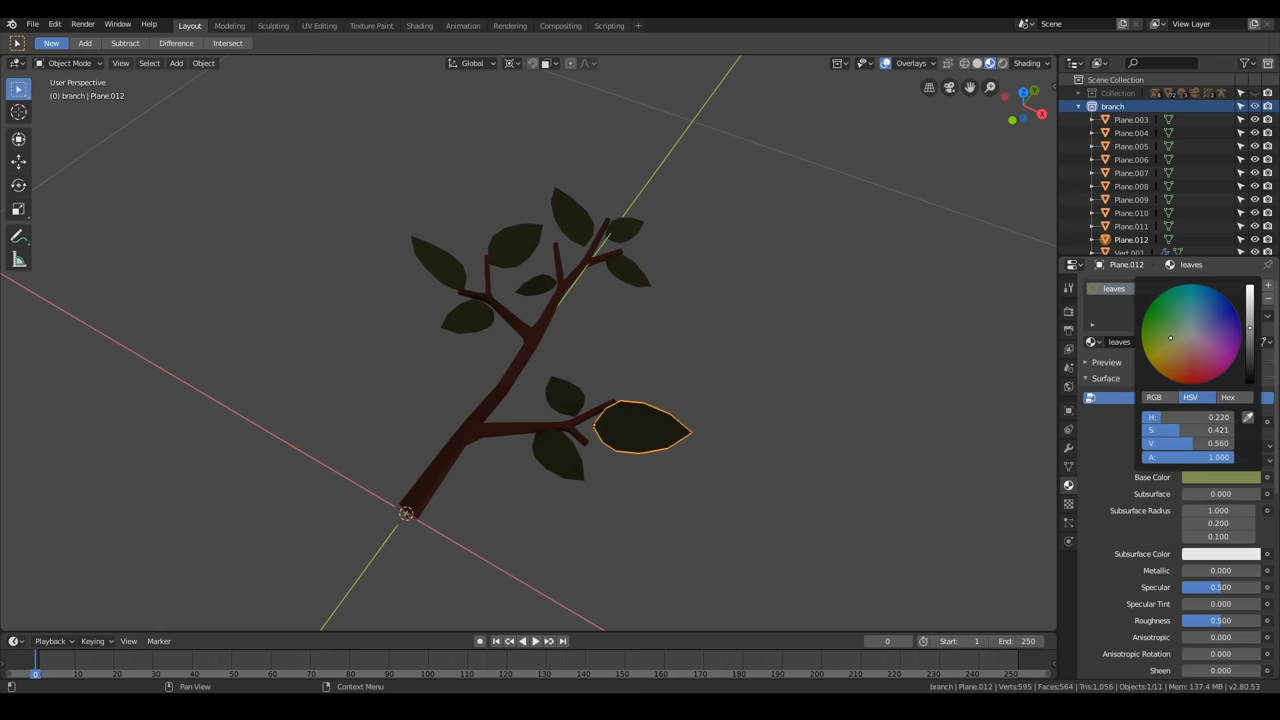 File Edit Render Window Help Layout Modeling Sculpting UV Editing Texture Paint Shading Animation Rendering Compositing Scripting + Scene View Layer
New Add Subtract Difference Intersect
Object Mode View Select Add Object Global Overlays Shading
User Perspective
(0) branch | Plane.012
Z
Y
X
Scene Collection
Collection 8 72 3 2
branch
Plane.003
Plane.004
Plane.005
Plane.006
Plane.007
Plane.008
Plane.009
Plane.010
Plane.011
Plane.012
Vert.001
Plane.012 leaves
leaves
leaves
Preview
Surface
RGB HSV Hex
H: 0.220
S: 0.421
V: 0.560
A: 1.000
Base Color
Subsurface 0.000
Subsurface Radius 1.000
0.200
0.100
Subsurface Color
Metallic 0.000
Specular 0.500
Specular Tint 0.000
Roughness 0.500
Anisotropic 0.000
Anisotropic Rotation 0.000
Sheen 0.000
Playback Keying View Marker 0 Start: 1 End: 250
0 10 20 30 40 50 60 70 80 90 100 110 120 130 140 150 160 170 180 190 200 210 220 230 240 250
Pan View Context Menu branch | Plane.012 | Verts:595 | Faces:564 | Tris:1,056 | Objects:1/11 | Mem: 137.4 MB | v2.80.53